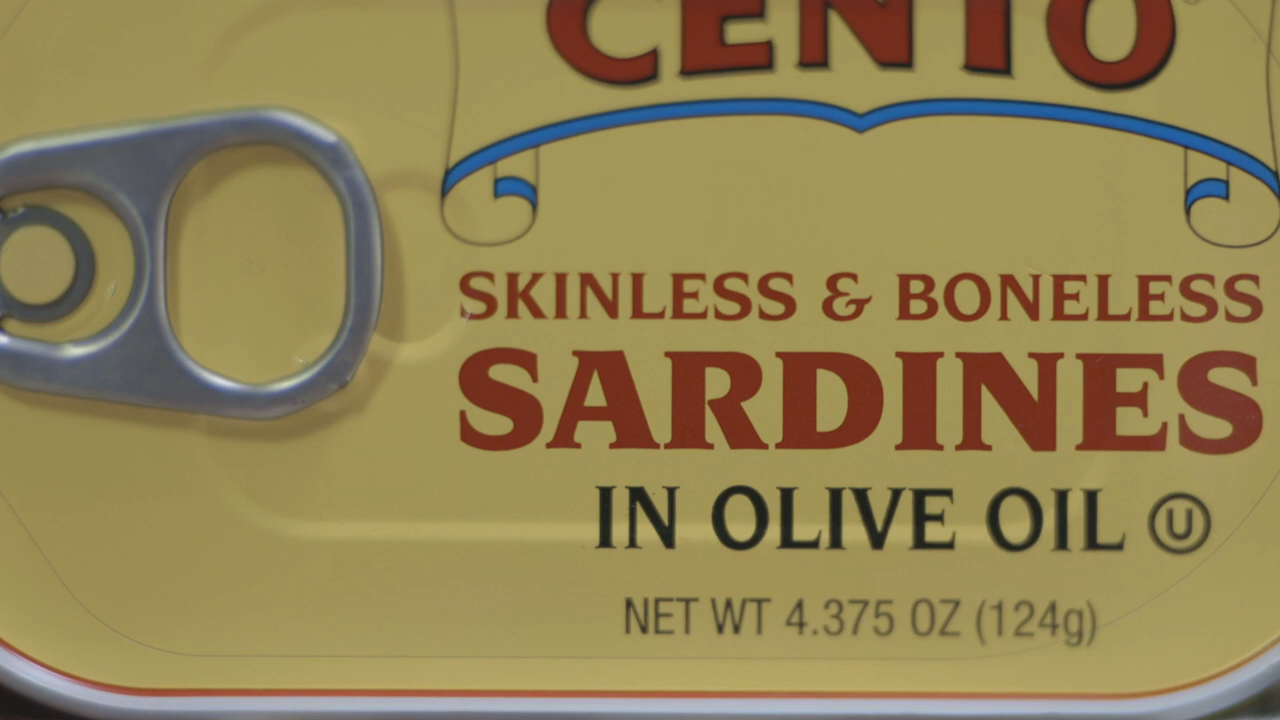 CENTO
SKINLESS & BONELESS
SARDINES
IN OLIVE OIL Ⓤ
NET WT 4.375 OZ (124g)